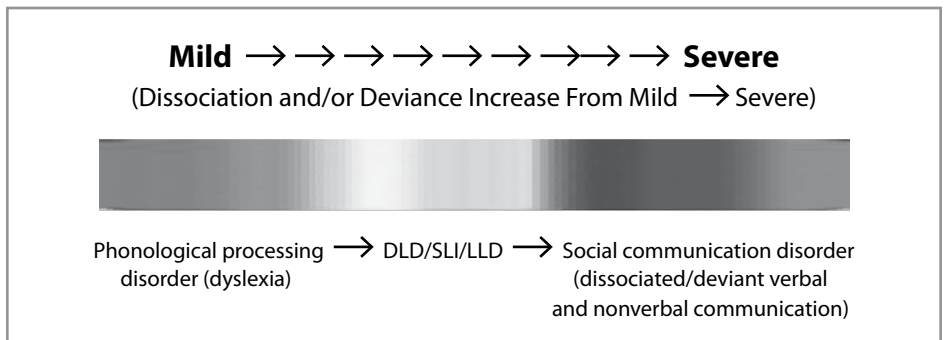 Mild → → → → → → → → → Severe
(Dissociation and/or Deviance Increase From Mild → Severe)
Phonological processing → DLD/SLI/LLD → Social communication disorder
disorder (dyslexia) (dissociated/deviant verbal
and nonverbal communication)